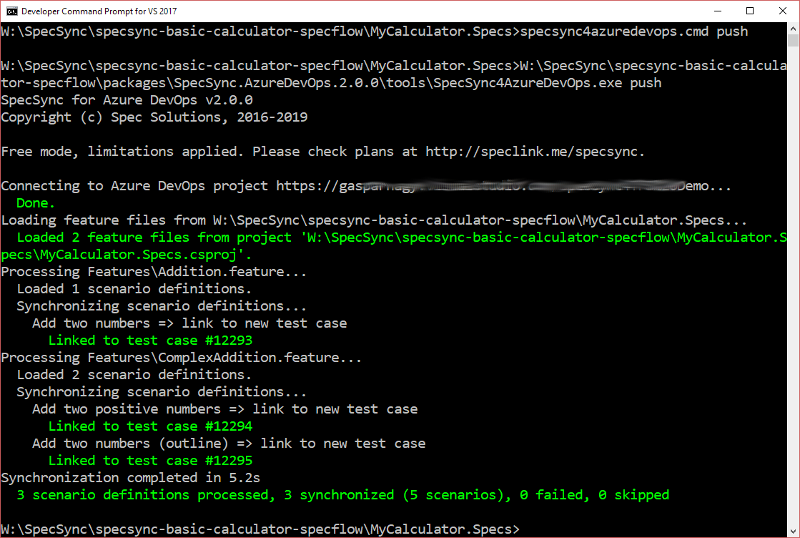 Developer Command Prompt for VS 2017
W:\SpecSync\specsync-basic-calculator-specflow\MyCalculator.Specs>specsync4azuredevops.cmd push
W:\SpecSync\specsync-basic-calculator-specflow\MyCalculator.Specs>W:\SpecSync\specsync-basic-calcula
tor-specflow\packages\SpecSync.AzureDevOps.2.0.0\tools\SpecSync4AzureDevOps.exe push
SpecSync for Azure DevOps v2.0.0
Copyright (c) Spec Solutions, 2016-2019
Free mode, limitations applied. Please check plans at http://speclink.me/specsync.
Connecting to Azure DevOps project https://gas Demo...
Done.
Loading feature files from W:\SpecSync\specsync-basic-calculator-specflow\MyCalculator.Specs...
Loaded 2 feature files from project 'W:\SpecSync\specsync-basic-calculator-specflow\MyCalculator.S
pecs\MyCalculator.Specs.csproj'.
Processing Features\Addition.feature...
Loaded 1 scenario definitions.
Synchronizing scenario definitions...
Add two numbers => link to new test case
Linked to test case #12293
Processing Features\ComplexAddition.feature...
Loaded 2 scenario definitions.
Synchronizing scenario definitions...
Add two positive numbers => link to new test case
Linked to test case #12294
Add two numbers (outline) => link to new test case
Linked to test case #12295
Synchronization completed in 5.2s
3 scenario definitions processed, 3 synchronized (5 scenarios), 0 failed, 0 skipped
W:\SpecSync\specsync-basic-calculator-specflow\MyCalculator.Specs>